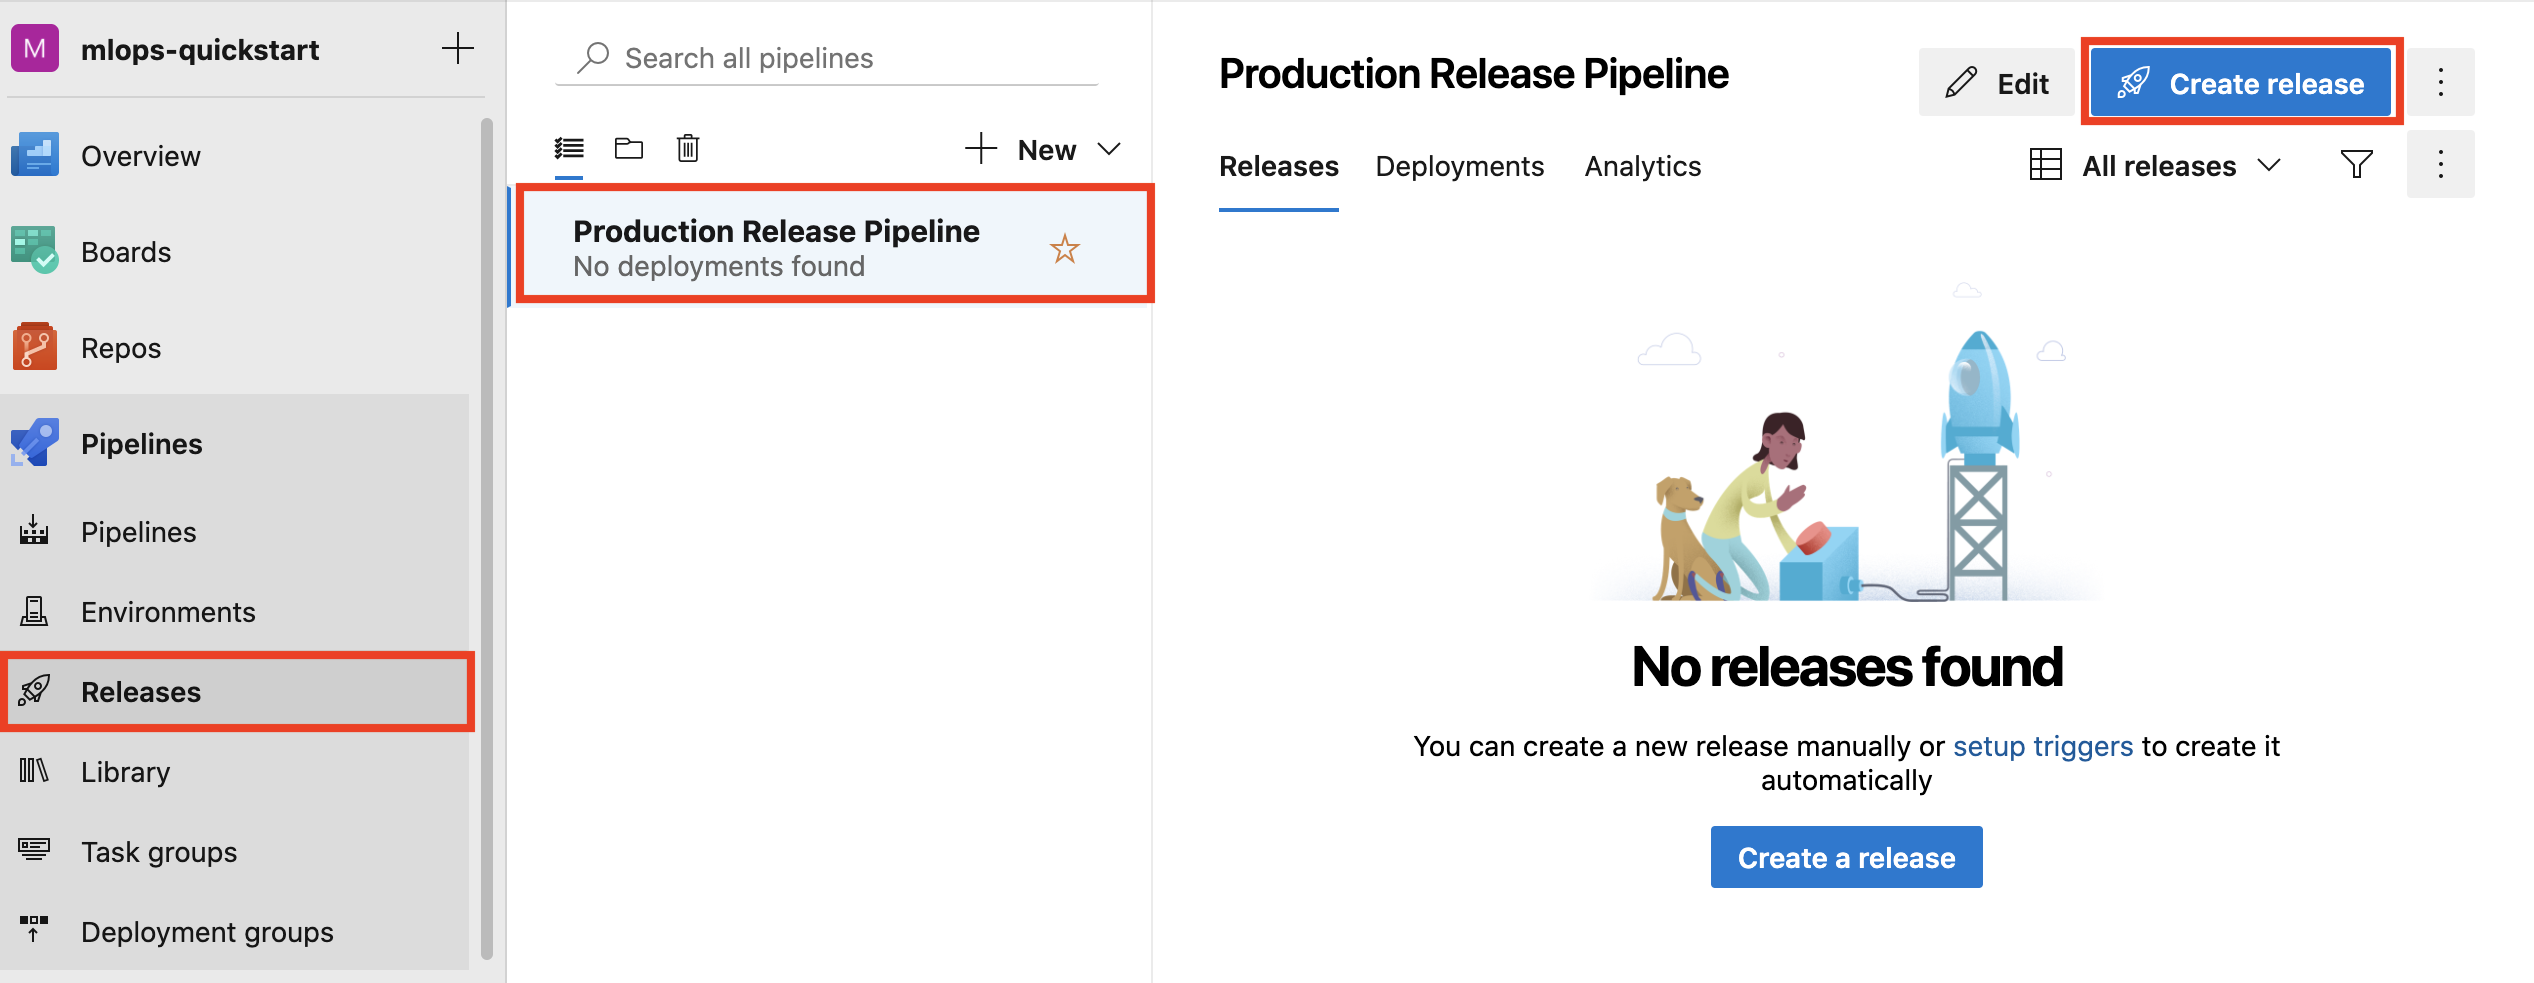 M
mlops-quickstart
Overview
Boards
Repos
Pipelines
Pipelines
Environments
Releases
Library
Task groups
Deployment groups
Search all pipelines
New
Production Release Pipeline
No deployments found
Production Release Pipeline
Edit
Create release
Releases
Deployments
Analytics
All releases
No releases found
You can create a new release manually or setup triggers to create it
automatically
Create a release